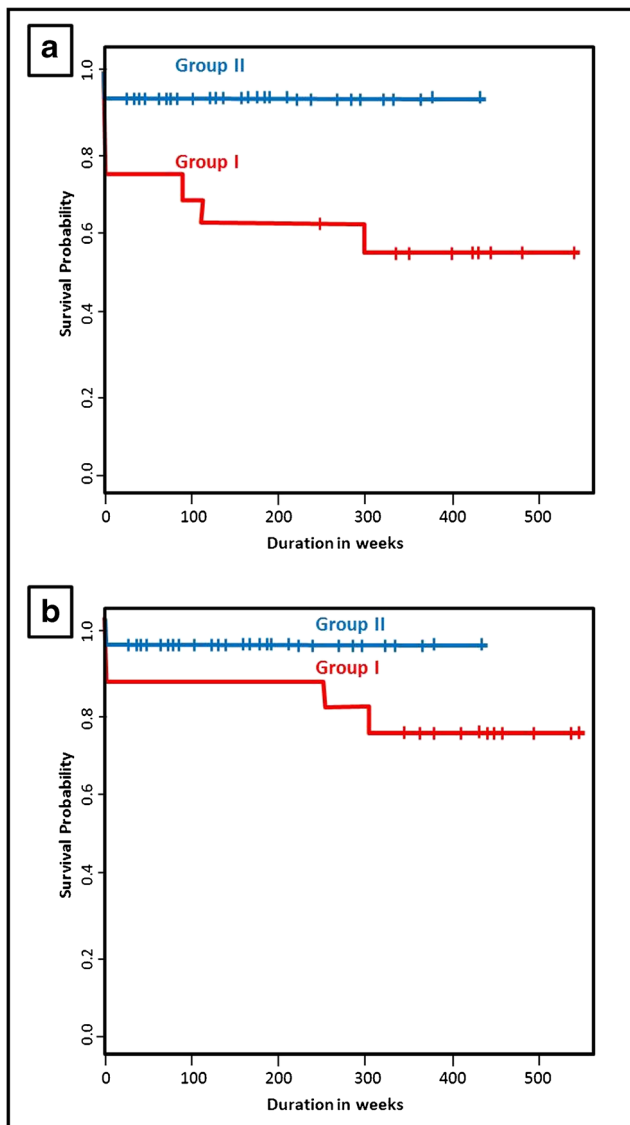 a
Group II
Group I
Survival Probability
1.0
0.8
0.6
0.4
0.2
0.0
0 100 200 300 400 500
Duration in weeks
b
Group II
Group I
Survival Probability
1.0
0.8
0.6
0.4
0.2
0.0
0 100 200 300 400 500
Duration in weeks